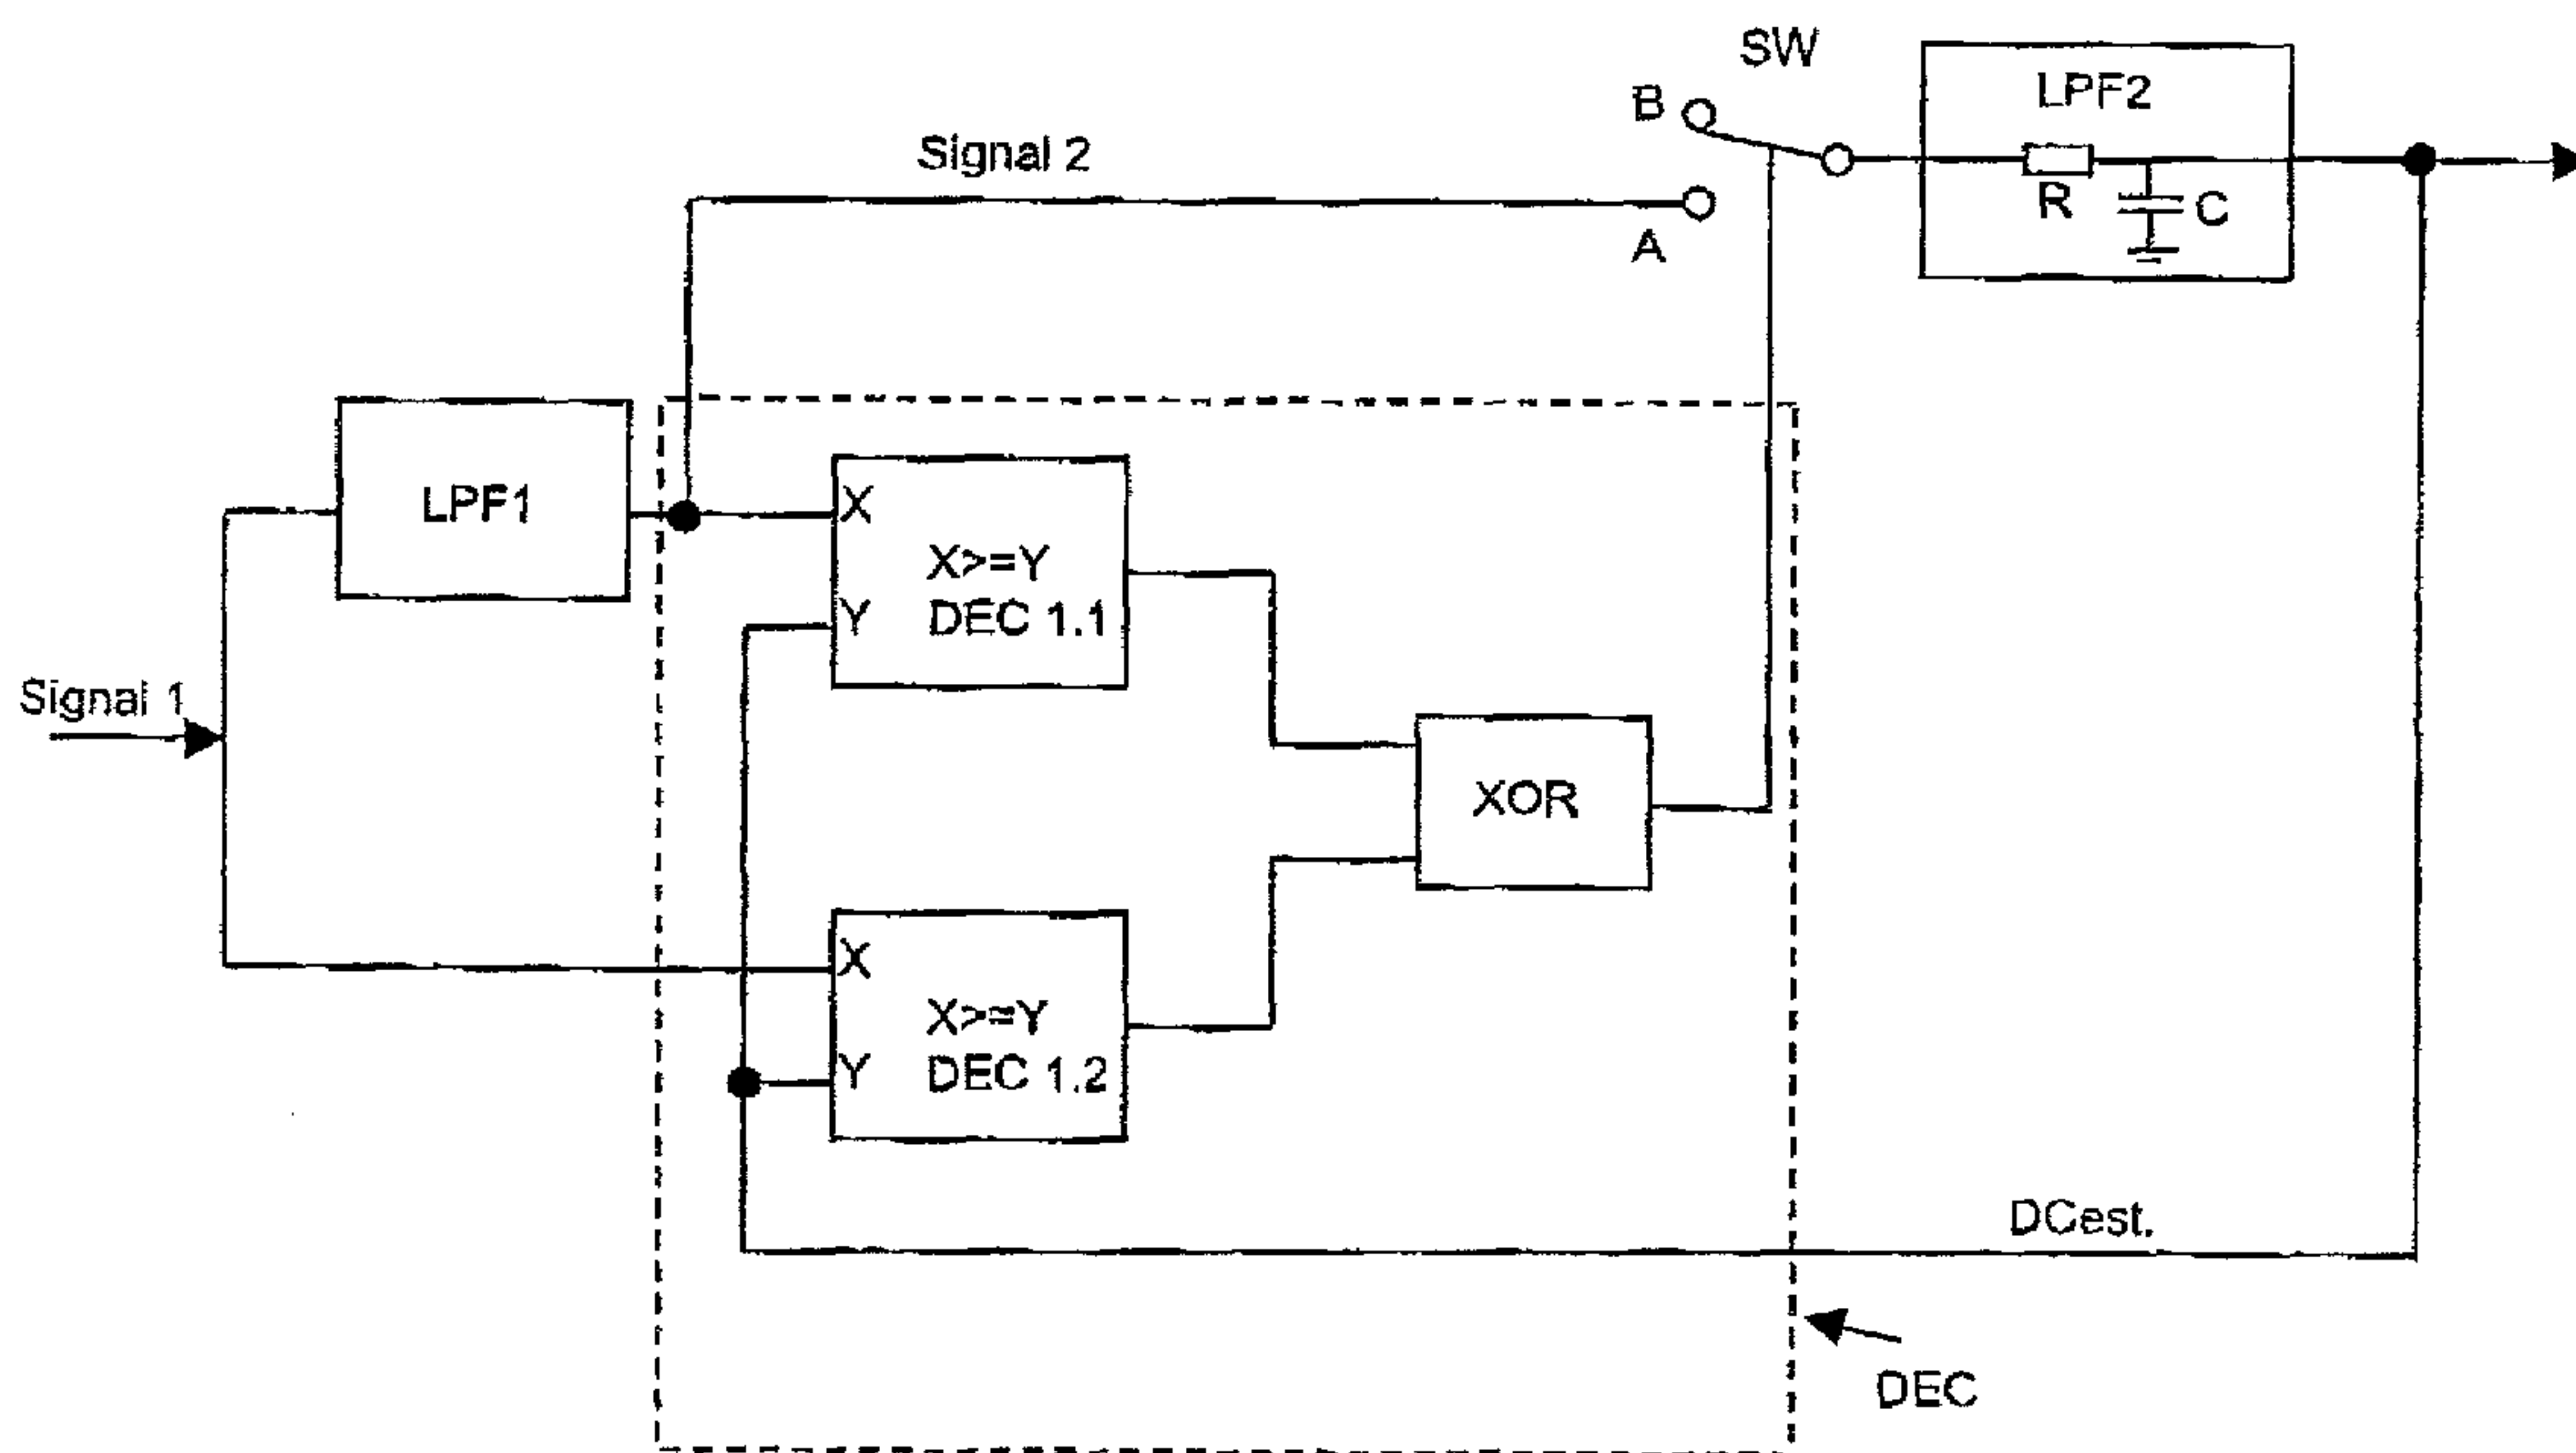 SW
B
LPF2
Signal 2
R
C
A
LPF1
X
X>=Y
Y
DEC 1.1
Signal 1
XOR
X
X>=Y
Y
DEC 1.2
DCest.
DEC